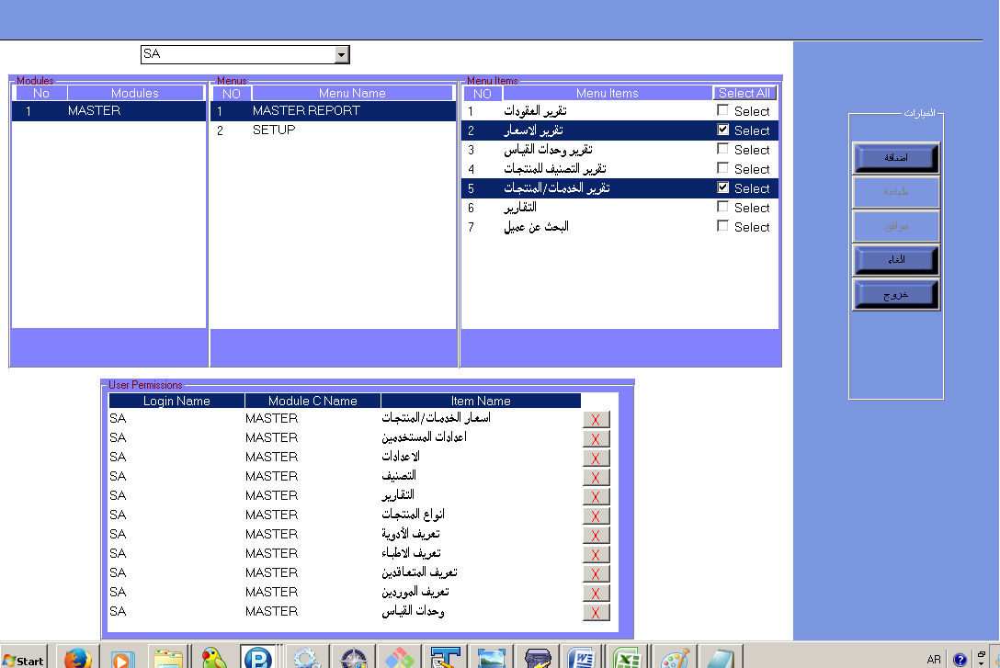 SA
Modules
No Modules
1 MASTER
Menus
NO Menu Name
1 MASTER REPORT
2 SETUP
Menu Items
NO Menu Items Select All
1 تقرير العقودات Select
2 تقرير الاسعار Select
3 تقرير وحدات القياس Select
4 تقرير التصنيف للمنتجات Select
5 تقرير الخدمات/المنتجات Select
6 التقارير Select
7 البحث عن عميل Select
الخيارات
اضافة
طباعة
موافق
الغاء
خروج
User Permissions
Login Name Module C Name Item Name
SA MASTER اسعار الخدمات/المنتجات X
SA MASTER اعدادات المستخدمين X
SA MASTER الاعدادات X
SA MASTER التصنيف X
SA MASTER التقارير X
SA MASTER انواع المنتجات X
SA MASTER تعريف الأدوية X
SA MASTER تعريف الاطباء X
SA MASTER تعريف المتعاقدين X
SA MASTER تعريف الموردين X
SA MASTER وحدات القياس X
Start AR